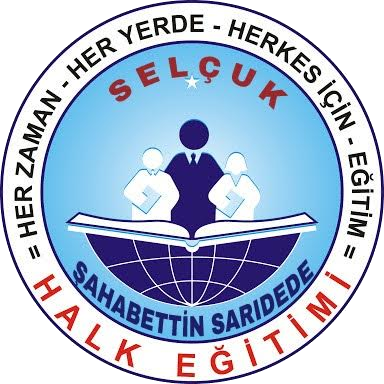 = HER ZAMAN - HER YERDE - HERKES İÇİN - EĞİTİM =
SELÇUK
ŞAHABETTİN SARIDEDE
HALK EĞİTİMİ